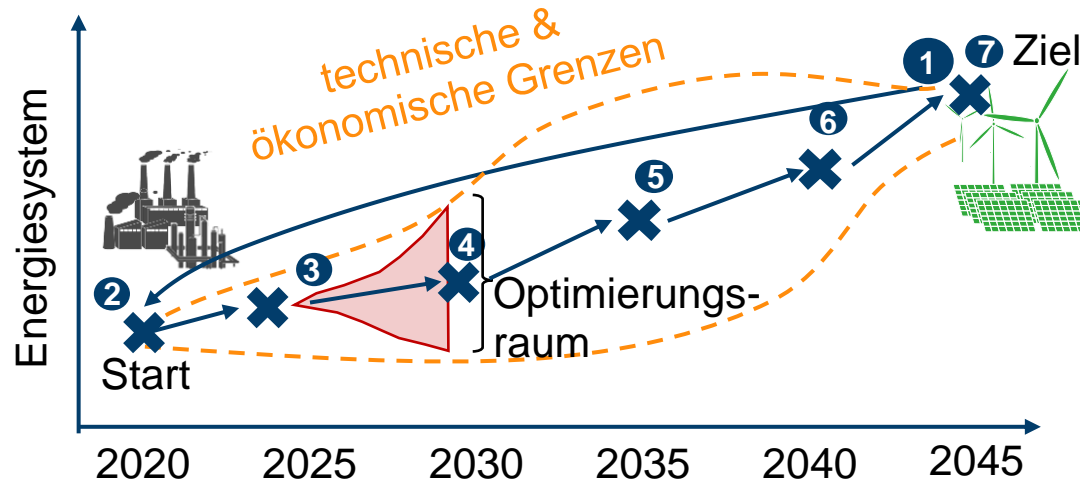 technische &
ökonomische Grenzen
1
7
Ziel
6
5
4
3
2
Optimierungs-
raum
Start
Energiesystem
2020
2025
2030
2035
2040
2045